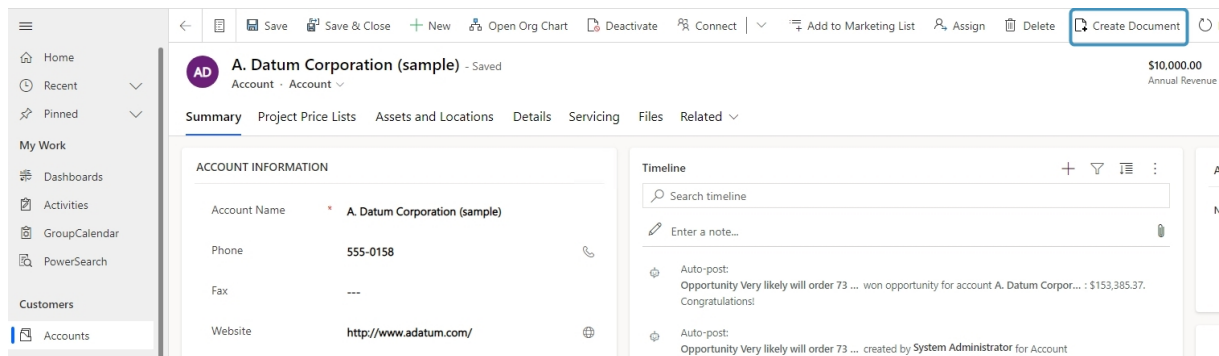 Save Save & Close New Open Org Chart Deactivate Connect Add to Marketing List Assign Delete Create Document
Home
Recent
Pinned
My Work
Dashboards
Activities
GroupCalendar
PowerSearch
Customers
Accounts
AD
A. Datum Corporation (sample) - Saved
Account · Account
$10,000.00
Annual Revenue
Summary Project Price Lists Assets and Locations Details Servicing Files Related
ACCOUNT INFORMATION
Account Name * A. Datum Corporation (sample)
Phone 555-0158
Fax ---
Website http://www.adatum.com/
Timeline
Search timeline
Enter a note...
Auto-post:
Opportunity Very likely will order 73 ... won opportunity for account A. Datum Corpor... : $153,385.37.
Congratulations!
Auto-post:
Opportunity Very likely will order 73 ... created by System Administrator for Account